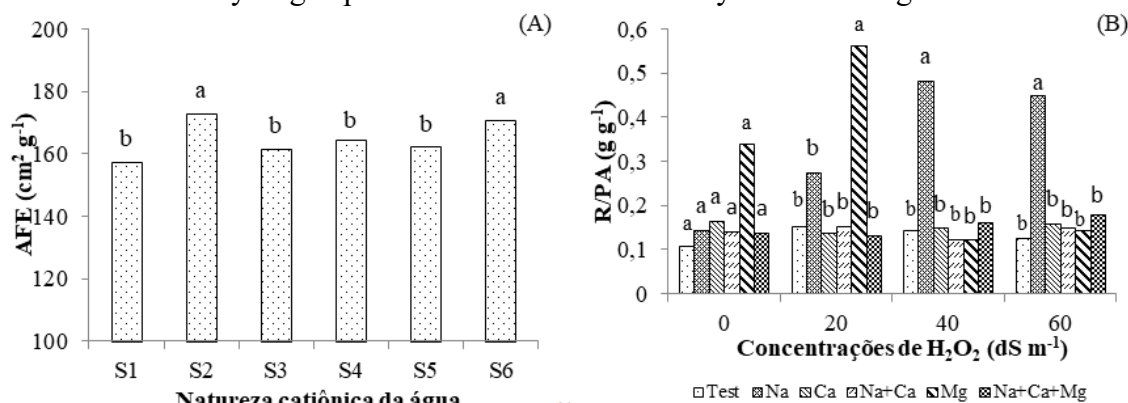 (A)
AFE (cm² g⁻¹)
200
180
160
140
120
100
b
a
b
b
b
a
S1 S2 S3 S4 S5 S6
Natureza catiônica da água
(B)
R/PA (g g⁻¹)
0,6
0,5
0,4
0,3
0,2
0,1
0
a a a a a a
b b b b a b
b a b b b b
b a b b b b
0 20 40 60
Concentrações de H₂O₂ (dS m⁻¹)
Test Na Ca Na+Ca Mg Na+Ca+Mg